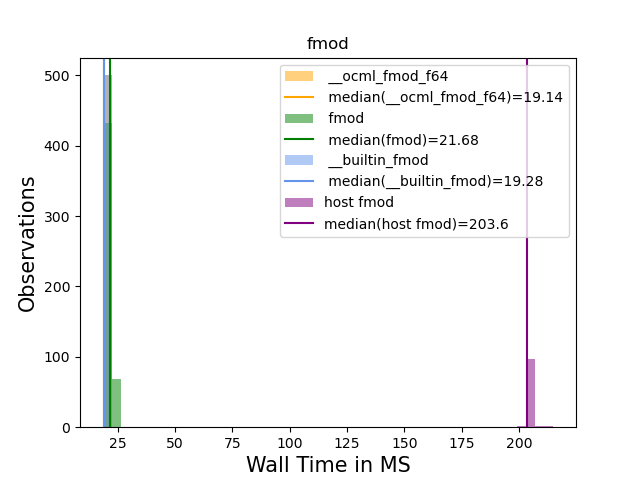 fmod
Observations
500
400
300
200
100
0
__ocml_fmod_f64
median(__ocml_fmod_f64)=19.14
fmod
median(fmod)=21.68
__builtin_fmod
median(__builtin_fmod)=19.28
host fmod
median(host fmod)=203.6
25 50 75 100 125 150 175 200
Wall Time in MS